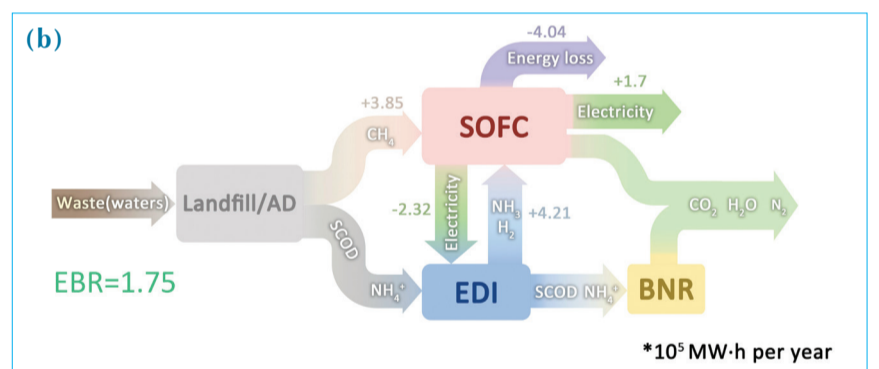 (b)
-4.04
Energy loss
+1.7
Electricity
+3.85
CH₄
SOFC
Waste(waters)
Landfill/AD
-2.32
Electricity
NH₃
H₂
+4.21
CO₂ H₂O N₂
SCOD
NH₄⁺
EDI
SCOD NH₄⁺
BNR
EBR=1.75
*10⁵ MW·h per year